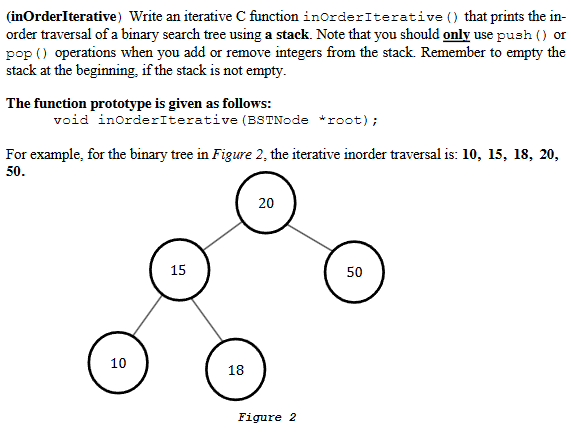 (inOrderIterative) Write an iterative C function inOrderIterative() that prints the in-
order traversal of a binary search tree using a stack. Note that you should only use push() or
pop() operations when you add or remove integers from the stack. Remember to empty the
stack at the beginning, if the stack is not empty.
The function prototype is given as follows:
void inOrderIterative(BSTNode *root);
For example, for the binary tree in Figure 2, the iterative inorder traversal is: 10, 15, 18, 20,
50.
20
15
50
10
18
Figure 2